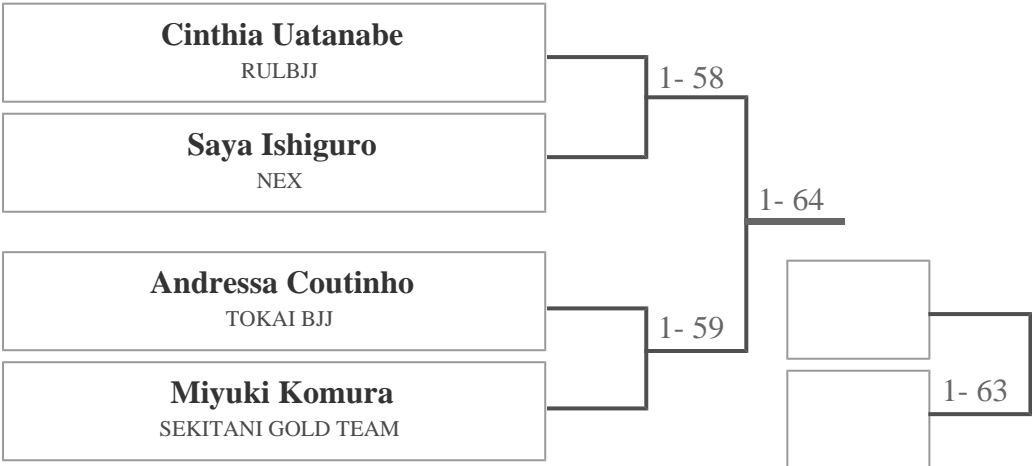 Cinthia Uatanabe
RULBJJ
1- 58
Saya Ishiguro
NEX
1- 64
Andressa Coutinho
TOKAI BJJ
1- 59
Miyuki Komura
SEKITANI GOLD TEAM
1- 63